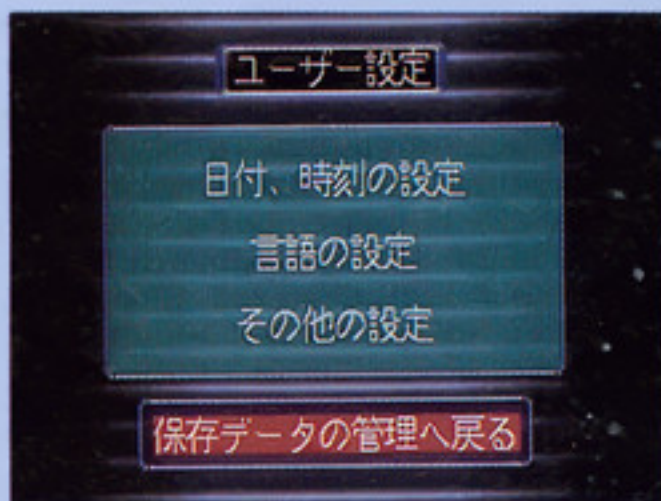 ユーザー設定
日付、時刻の設定
言語の設定
その他の設定
保存データの管理へ戻る